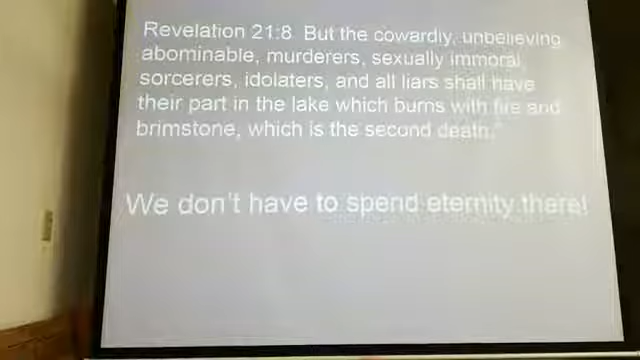 Revelation 21:8 But the cowardly, unbelieving
abominable, murderers, sexually immoral,
sorcerers, idolaters, and all liars shall have
their part in the lake which burns with fire and
brimstone, which is the second death."
We don't have to spend eternity there!